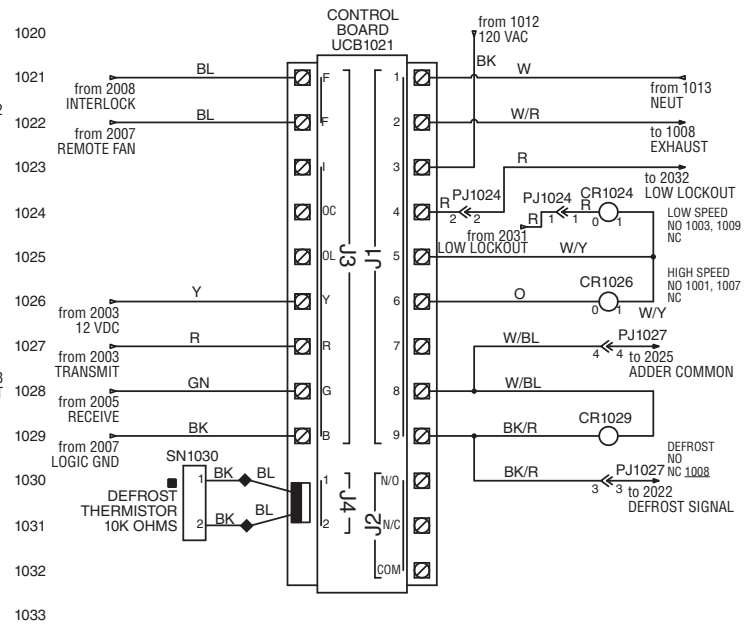 CONTROL
BOARD
UCB1021
1020
from 1012
120 VAC
BK
1021
BL
from 2008
INTERLOCK
F
1
W
from 1013
NEUT
2
1022
BL
from 2007
REMOTE FAN
F
2
W/R
to 1008
EXHAUST
1023
I
3
R
to 2032
LOW LOCKOUT
1024
OC
J3
J1
4
R
2 2
PJ1024
PJ1024
R
1 1
R
CR1024
0 1
from 2031
LOW LOCKOUT
LOW SPEED
NO 1003, 1009
NC
1025
OL
5
W/Y
1026
Y
from 2003
12 VDC
Y
6
O
CR1026
0 1
W/Y
HIGH SPEED
NO 1001, 1007
NC
1027
R
from 2003
TRANSMIT
R
7
W/BL
4 4
PJ1027
to 2025
ADDER COMMON
3
T
1028
GN
from 2005
RECEIVE
G
8
W/BL
1029
BK
from 2007
LOGIC GND
B
9
BK/R
CR1029
DEFROST
NO
NC 1008
1030
SN1030
1
BK
BL
1
J4
N/O
BK/R
3 3
PJ1027
to 2022
DEFROST SIGNAL
DEFROST
THERMISTOR
10K OHMS
1031
2
BK
BL
2
J2
N/C
1032
COM
1033